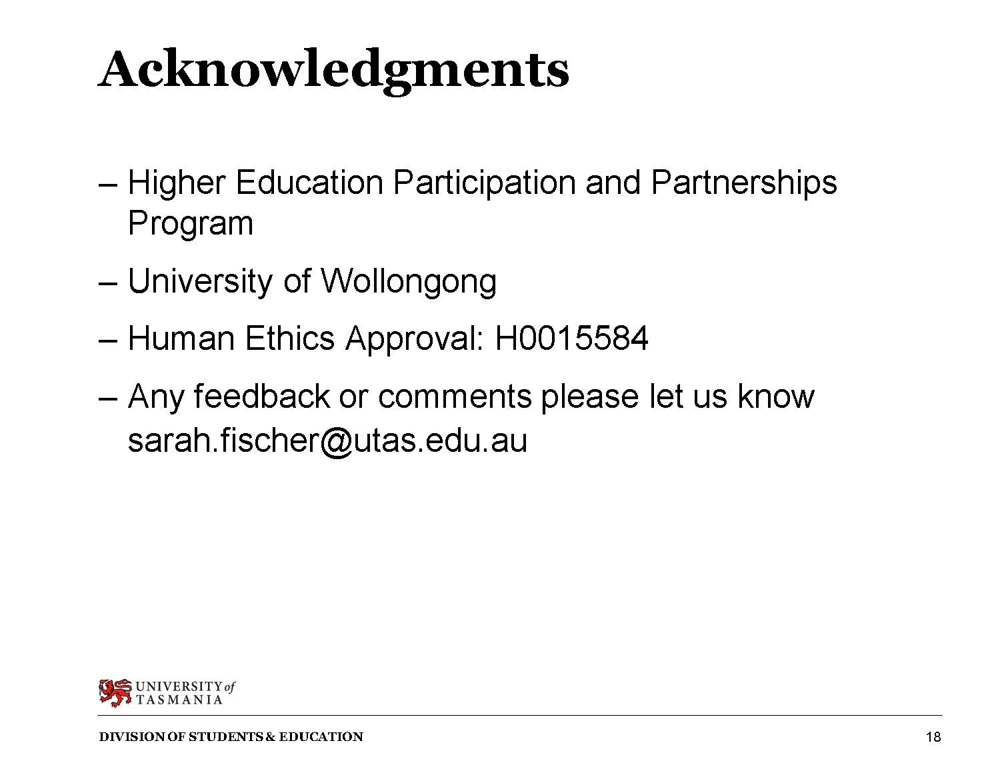 Acknowledgments
– Higher Education Participation and Partnerships
Program
– University of Wollongong
– Human Ethics Approval: H0015584
– Any feedback or comments please let us know
sarah.fischer@utas.edu.au
UNIVERSITY of
TASMANIA
DIVISION OF STUDENTS & EDUCATION
18